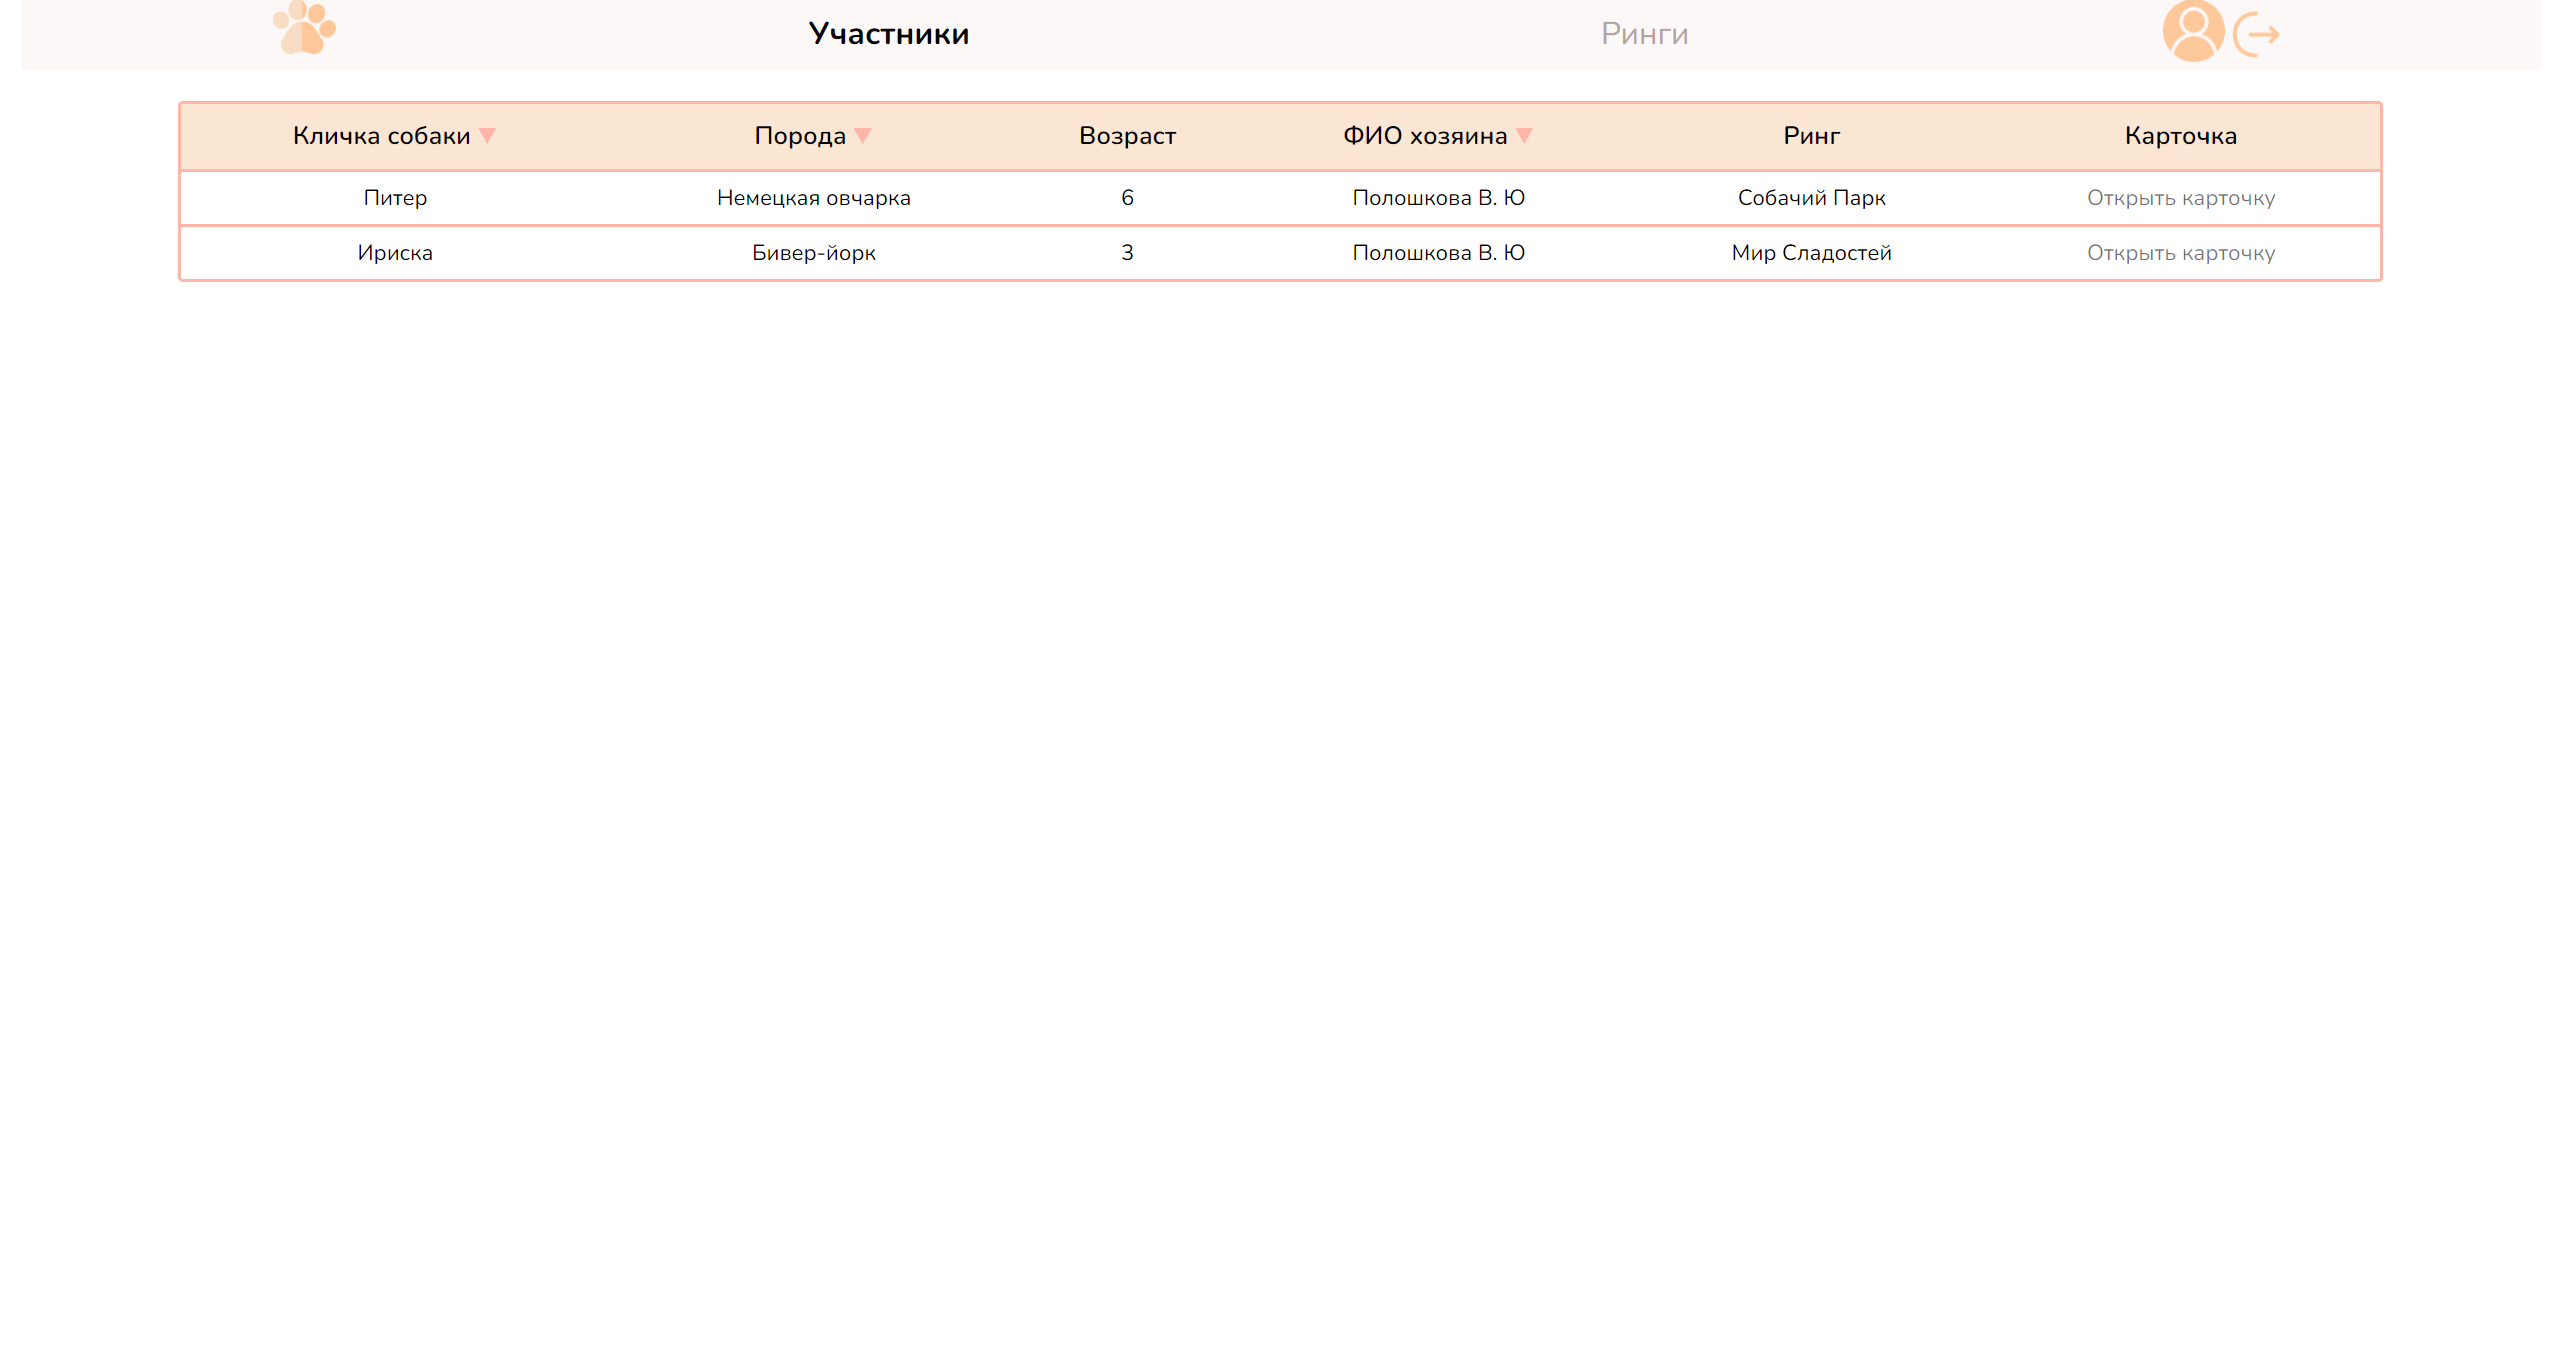 Участники Ринги
Кличка собаки Порода Возраст ФИО хозяина Ринг Карточка
Питер Немецкая овчарка 6 Полошкова В. Ю Собачий Парк Открыть карточку
Ириска Бивер-йорк 3 Полошкова В. Ю Мир Сладостей Открыть карточку